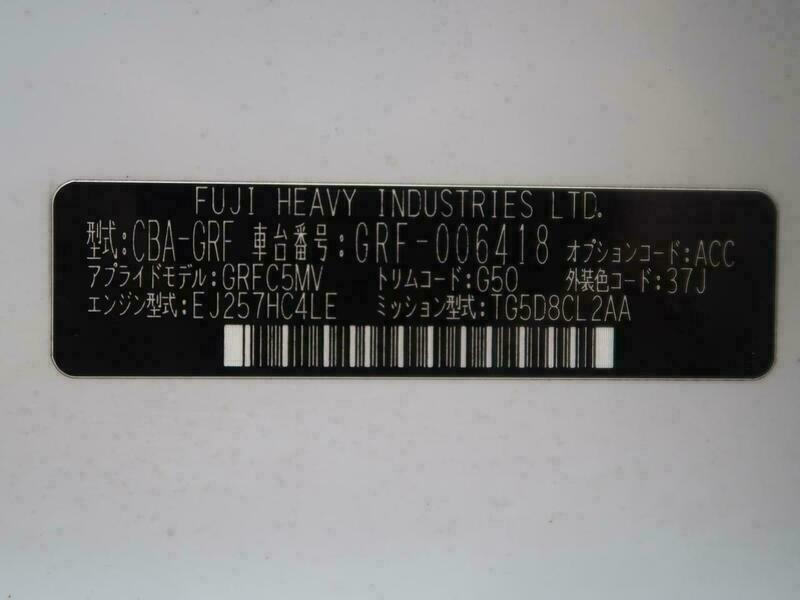 FUJI HEAVY INDUSTRIES LTD.
型式:CBA-GRF 車台番号:GRF-006418 オプションコード:ACC
アプライドモデル:GRFC5MV トリムコード:G50 外装色コード:37J
エンジン型式:EJ257HC4LE ミッション型式:TG5D8CL2AA